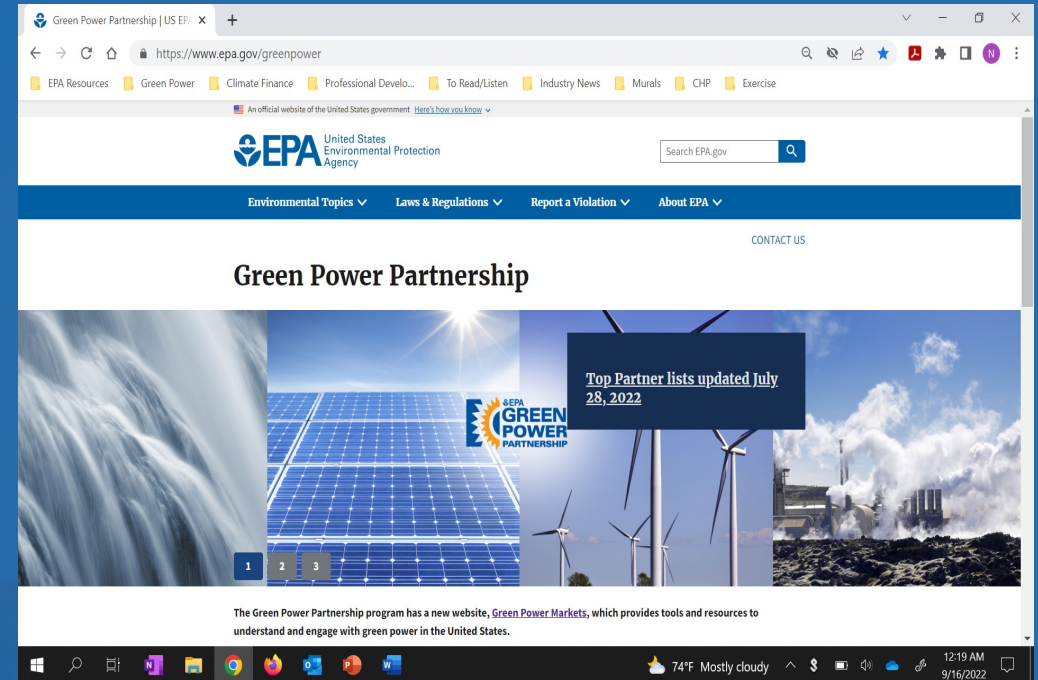 Green Power Partnership | US EPA
https://www.epa.gov/greenpower
N
EPA Resources Green Power Climate Finance Professional Develo... To Read/Listen Industry News Murals CHP Exercise
An official website of the United States government Here's how you know
EPA United States
Environmental Protection
Agency
Search EPA.gov
Environmental Topics Laws & Regulations Report a Violation About EPA
CONTACT US
Green Power Partnership
Top Partner lists updated July
28, 2022
EPA
GREEN
POWER
PARTNERSHIP
1 2 3
The Green Power Partnership program has a new website, Green Power Markets, which provides tools and resources to
understand and engage with green power in the United States.
74°F Mostly cloudy
12:19 AM
9/16/2022